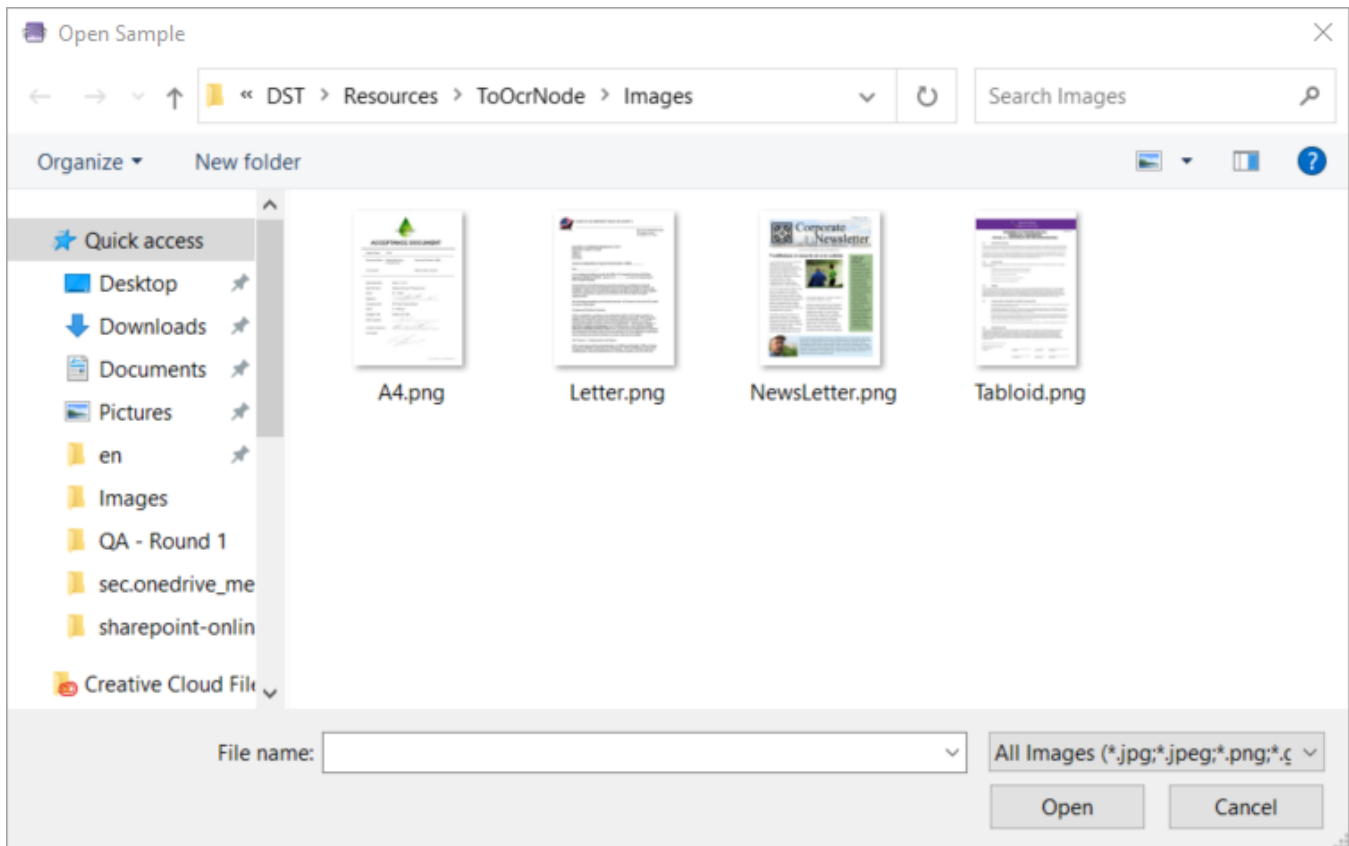 Open Sample
« DST > Resources > ToOcrNode > Images
Search Images
Organize
New folder
?
Quick access
Desktop
Downloads
Documents
Pictures
en
Images
QA - Round 1
sec.onedrive_me
sharepoint-onlin
Creative Cloud File
ACCEPTANCE DOCUMENT
Corporate
Newsletter
A4.png
Letter.png
NewsLetter.png
Tabloid.png
File name:
All Images (*.jpg;*.jpeg;*.png;*.g
Open
Cancel